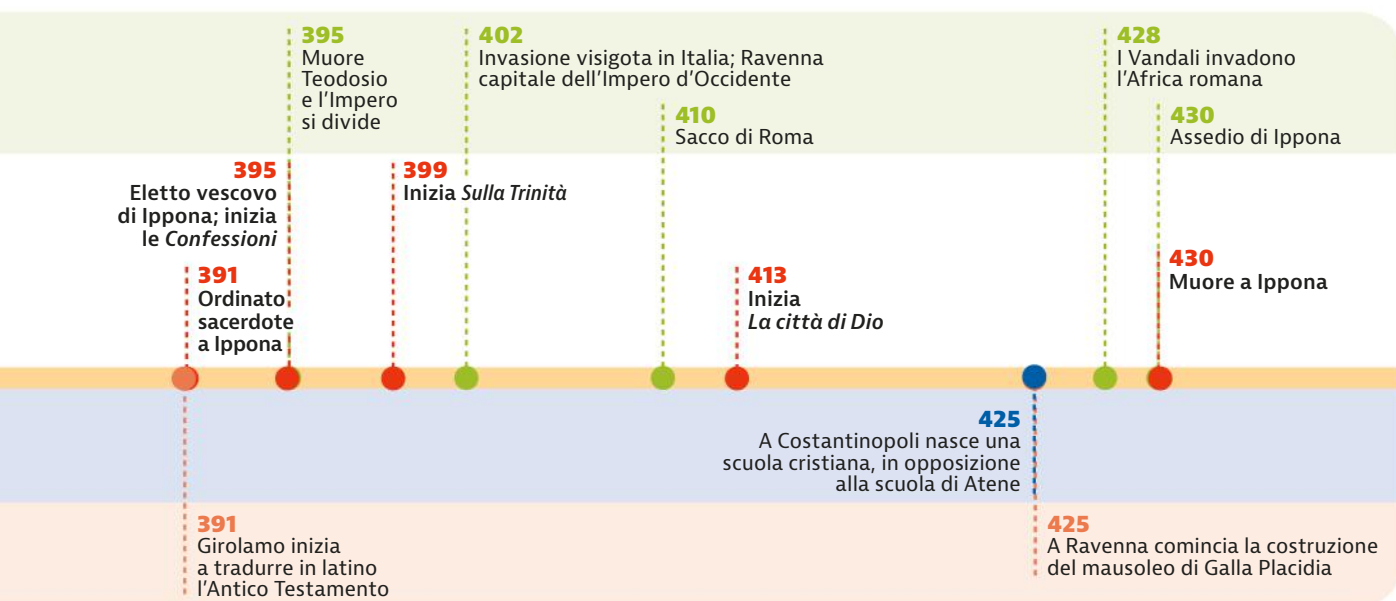 395
Muore
Teodosio
e l'Impero
si divide
402
Invasione visigota in Italia; Ravenna
capitale dell'Impero d'Occidente
410
Sacco di Roma
428
I Vandali invadono
l'Africa romana
430
Assedio di Ippona
395
Eletto vescovo
di Ippona; inizia
le Confessioni
391
Ordinato
sacerdote
a Ippona
399
Inizia Sulla Trinità
413
Inizia
La città di Dio
430
Muore a Ippona
425
A Costantinopoli nasce una
scuola cristiana, in opposizione
alla scuola di Atene
391
Girolamo inizia
a tradurre in latino
l'Antico Testamento
425
A Ravenna comincia la costruzione
del mausoleo di Galla Placidia